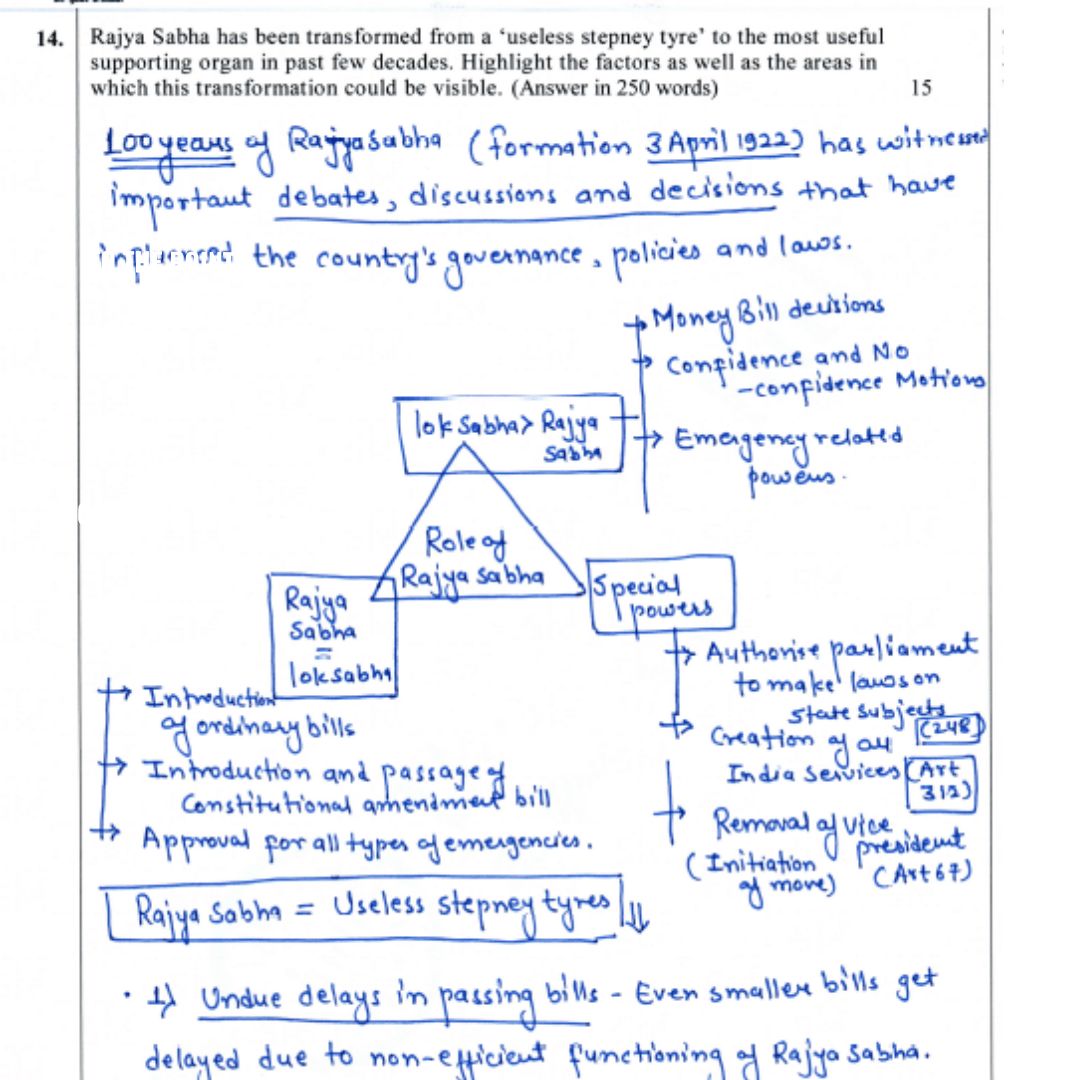 14. Rajya Sabha has been transformed from a ‘useless stepney tyre’ to the most useful
supporting organ in past few decades. Highlight the factors as well as the areas in
which this transformation could be visible. (Answer in 250 words) 15
100 years of Rajyasabha (formation 3 April 1922) has witnessed
important debates, discussions and decisions that have
the country's governance, policies and laws.
→ Money Bill decisions
→ Confidence and No
-confidence Motions
→ Emergency related
powers.
lok Sabha > Rajya
Sabha
Role of
Rajya sabha
Rajya
Sabha
=
loksabha
→ Introduction
of ordinary bills
→ Introduction and passage of
Constitutional amendment bill
→ Approval for all types of emergencies.
Special
powers
→ Authorise parliament
to make laws on
state subjects
(248)
→ Creation of all
India services (Art
312)
→ Removal of vice
president
(Initiation
of move) (Art 67)
Rajya Sabha = Useless stepney tyres ⇓
• 1) Undue delays in passing bills - Even smaller bills get
delayed due to non-efficient functioning of Rajya Sabha.